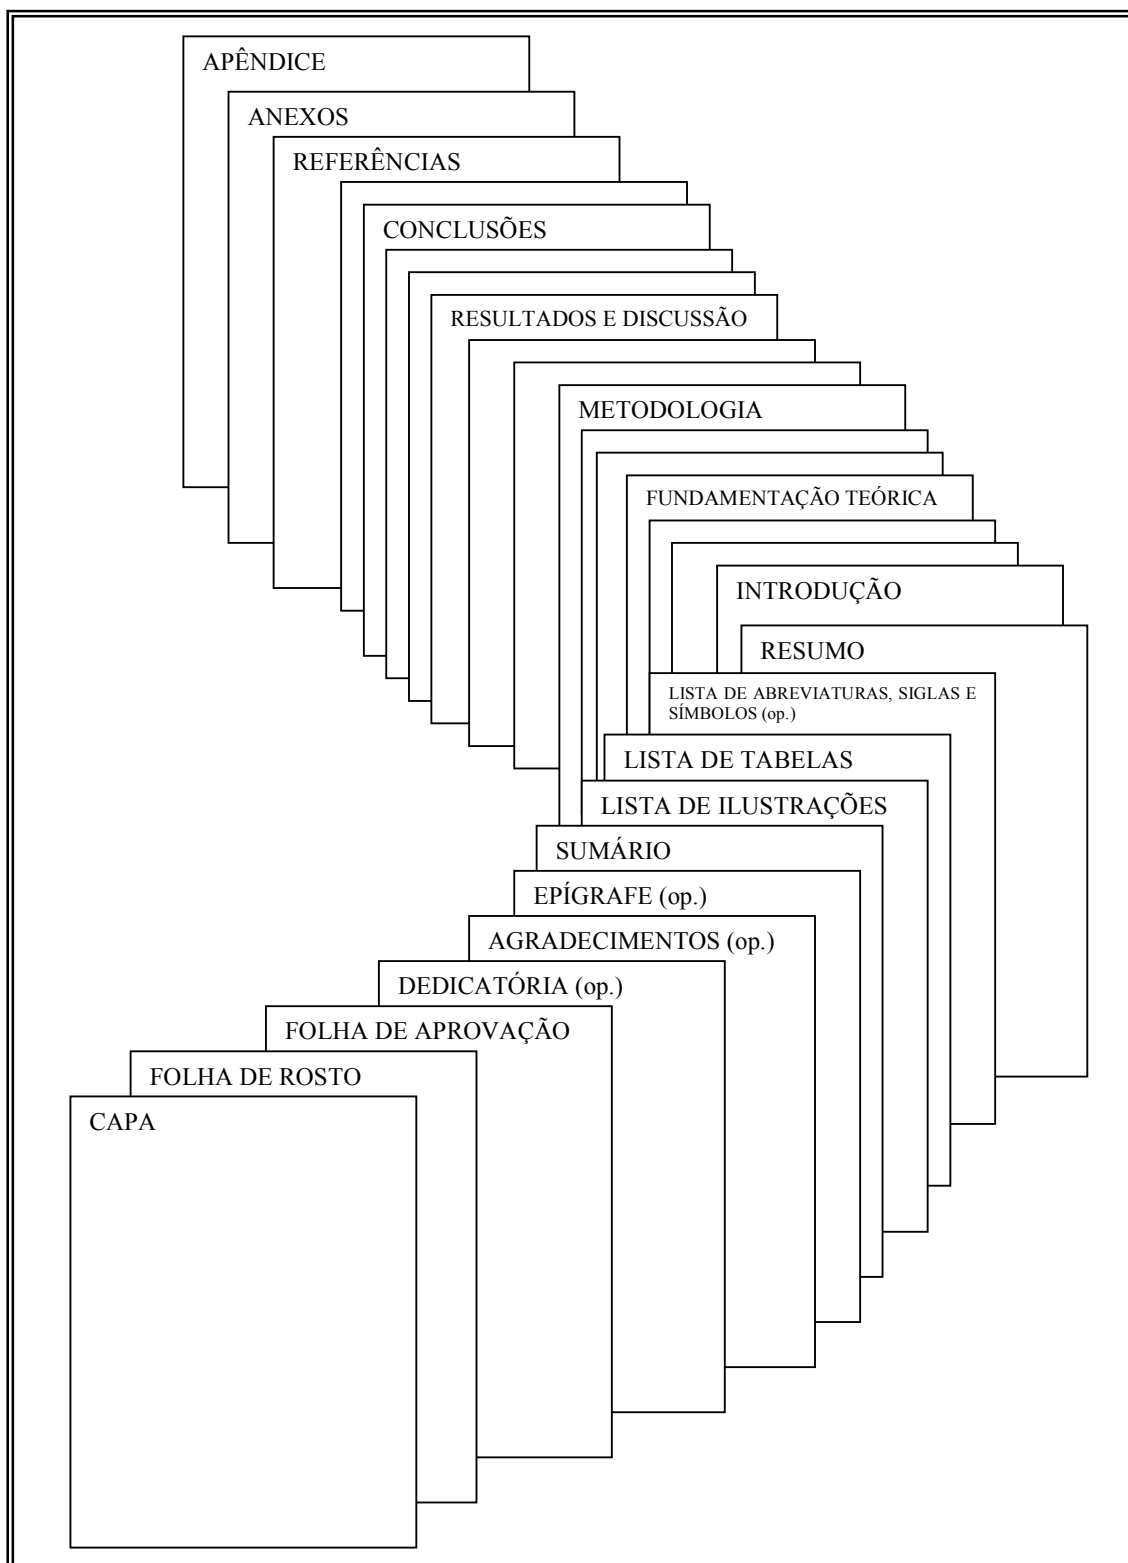 APÊNDICE
ANEXOS
REFERÊNCIAS
CONCLUSÕES
RESULTADOS E DISCUSSÃO
METODOLOGIA
FUNDAMENTAÇÃO TEÓRICA
INTRODUÇÃO
RESUMO
LISTA DE ABREVIATURAS, SIGLAS E
SÍMBOLOS (op.)
LISTA DE TABELAS
LISTA DE ILUSTRAÇÕES
SUMÁRIO
EPÍGRAFE (op.)
AGRADECIMENTOS (op.)
DEDICATÓRIA (op.)
FOLHA DE APROVAÇÃO
FOLHA DE ROSTO
CAPA